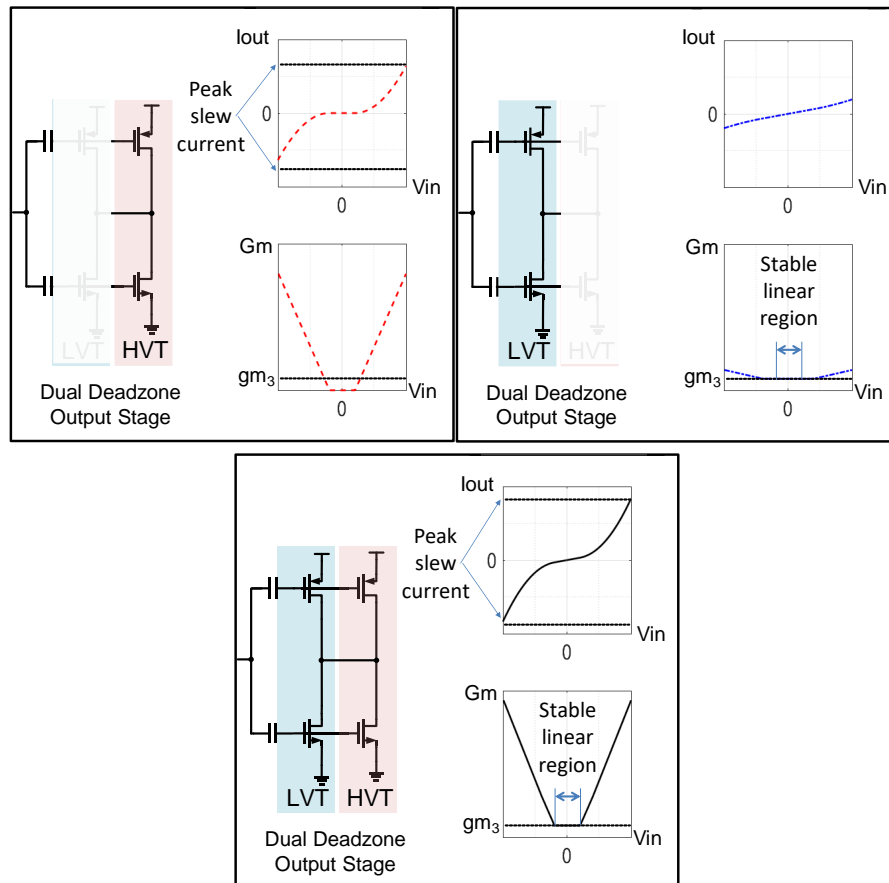 Iout
Peak
slew
current
0
Vin
0
Gm
gm3
Vin
0
LVT
HVT
Dual Deadzone
Output Stage
Iout
0
Vin
0
Gm
Stable
linear
region
gm3
Vin
0
LVT
HVT
Dual Deadzone
Output Stage
Iout
Peak
slew
current
0
Vin
0
Gm
Stable
linear
region
gm3
Vin
0
LVT
HVT
Dual Deadzone
Output Stage